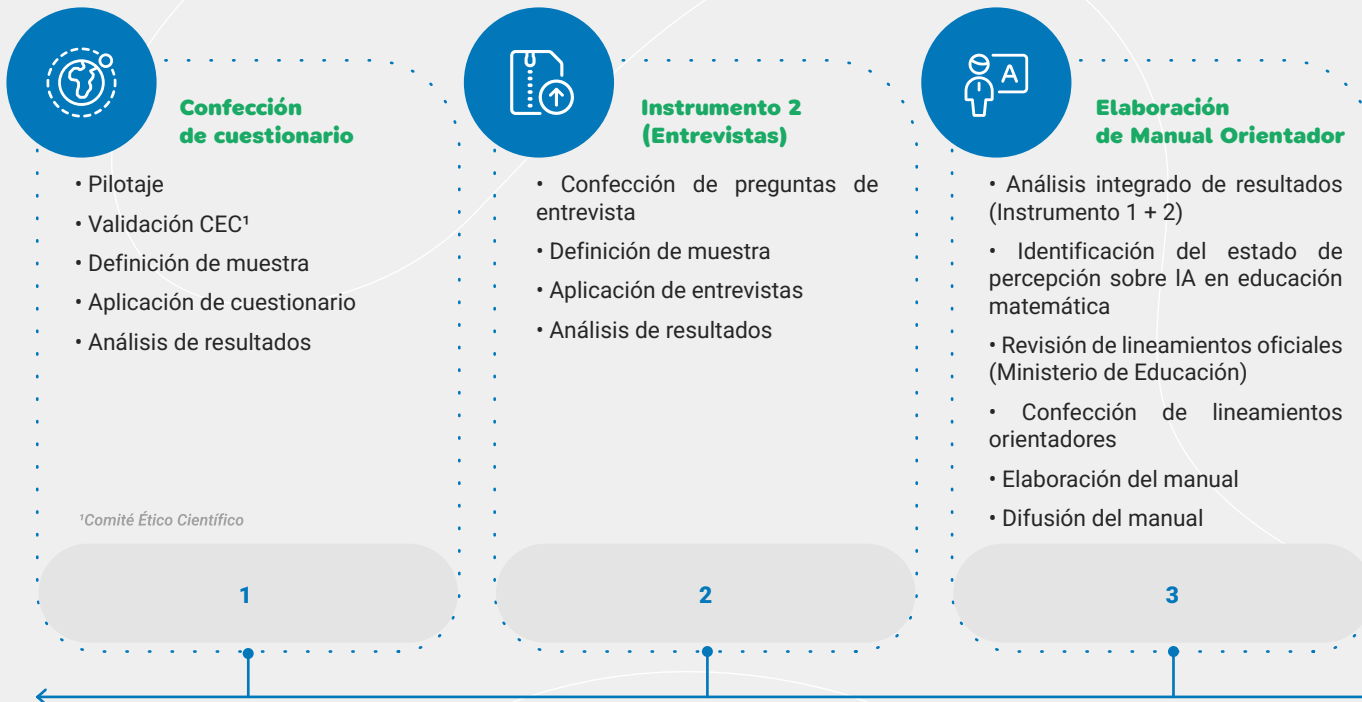 Confección
de cuestionario
• Pilotaje
• Validación CEC¹
• Definición de muestra
• Aplicación de cuestionario
• Análisis de resultados
¹Comité Ético Científico
1
Instrumento 2
(Entrevistas)
• Confección de preguntas de
entrevista
• Definición de muestra
• Aplicación de entrevistas
• Análisis de resultados
2
A
Elaboración
de Manual Orientador
• Análisis integrado de resultados
(Instrumento 1 + 2)
• Identificación del estado de
percepción sobre IA en educación
matemática
• Revisión de lineamientos oficiales
(Ministerio de Educación)
• Confección de lineamientos
orientadores
• Elaboración del manual
• Difusión del manual
3